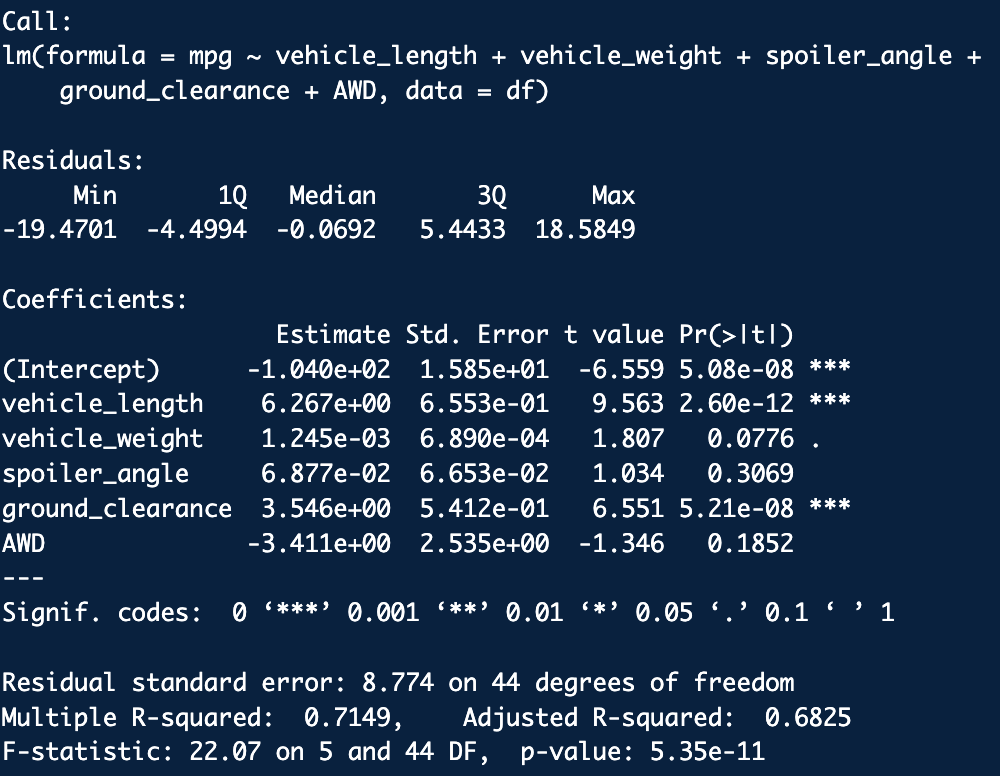 Call:
lm(formula = mpg ~ vehicle_length + vehicle_weight + spoiler_angle +
    ground_clearance + AWD, data = df)

Residuals:
     Min       1Q   Median       3Q      Max
-19.4701  -4.4994  -0.0692   5.4433  18.5849

Coefficients:
                   Estimate Std. Error t value Pr(>|t|)
(Intercept)      -1.040e+02  1.585e+01  -6.559 5.08e-08 ***
vehicle_length    6.267e+00  6.553e-01   9.563 2.60e-12 ***
vehicle_weight    1.245e-03  6.890e-04   1.807   0.0776 .
spoiler_angle     6.877e-02  6.653e-02   1.034   0.3069
ground_clearance  3.546e+00  5.412e-01   6.551 5.21e-08 ***
AWD              -3.411e+00  2.535e+00  -1.346   0.1852
---
Signif. codes:  0 ‘***’ 0.001 ‘**’ 0.01 ‘*’ 0.05 ‘.’ 0.1 ‘ ’ 1

Residual standard error: 8.774 on 44 degrees of freedom
Multiple R-squared:  0.7149,    Adjusted R-squared:  0.6825
F-statistic: 22.07 on 5 and 44 DF,  p-value: 5.35e-11